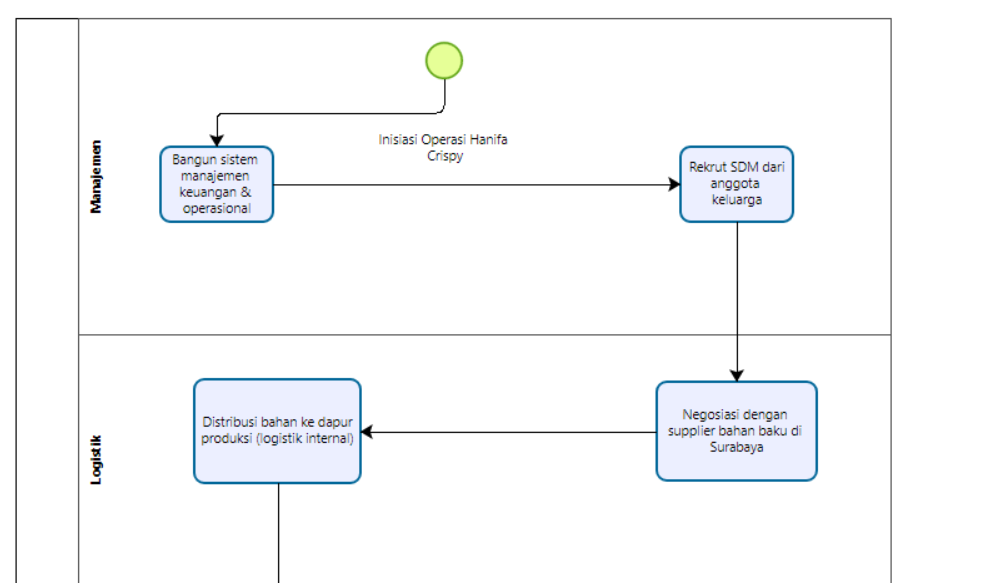 Manajemen
Inisiasi Operasi Hanifa
Crispy
Bangun sistem
manajemen
keuangan &
operasional
Rekrut SDM dari
anggota
keluarga
Logistik
Distribusi bahan ke dapur
produksi (logistik internal)
Negosiasi dengan
supplier bahan baku di
Surabaya